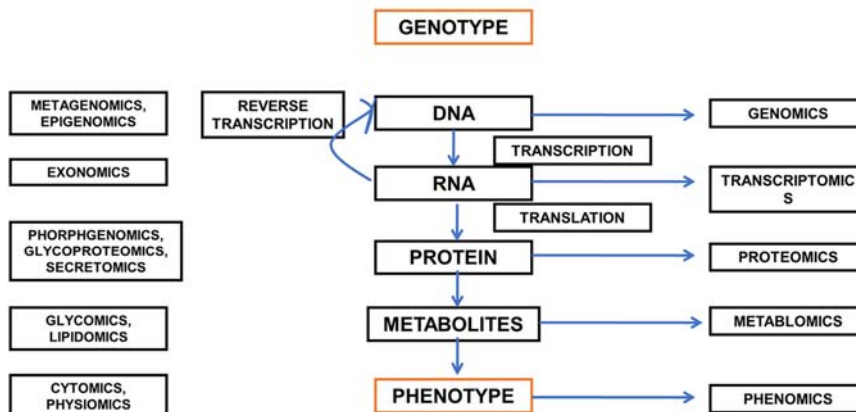 GENOTYPE
METAGENOMICS,
EPIGENOMICS
REVERSE
TRANSCRIPTION
DNA
GENOMICS
TRANSCRIPTION
EXONOMICS
RNA
TRANSCRIPTOMIC
S
TRANSLATION
PHORPHGENOMICS,
GLYCOPROTEOMICS,
SECRETOMICS
PROTEIN
PROTEOMICS
GLYCOMICS,
LIPIDOMICS
METABOLITES
METABLOMICS
CYTOMICS,
PHYSIOMICS
PHENOTYPE
PHENOMICS